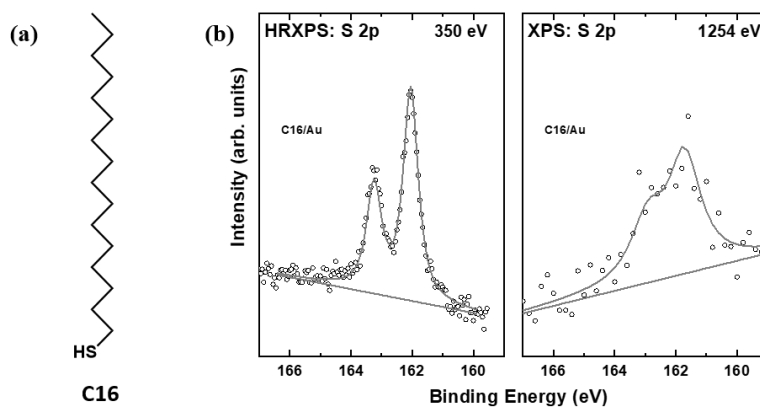 (a)
HS
C16
(b)
HRXPS: S 2p 350 eV
C16/Au
XPS: S 2p 1254 eV
C16/Au
Intensity (arb. units)
166 164 162 160
166 164 162 160
Binding Energy (eV)